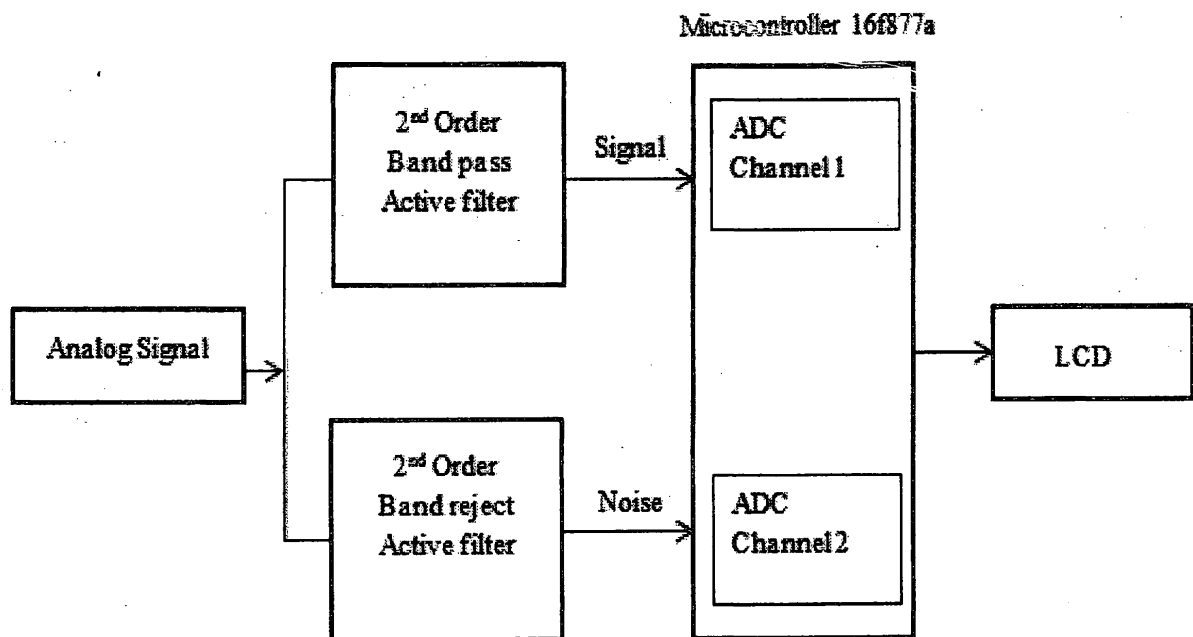 Microcontroller 16f877a
2nd Order
Band pass
Active filter
Signal
ADC
Channel 1
Analog Signal
LCD
2nd Order
Band reject
Active filter
Noise
ADC
Channel 2